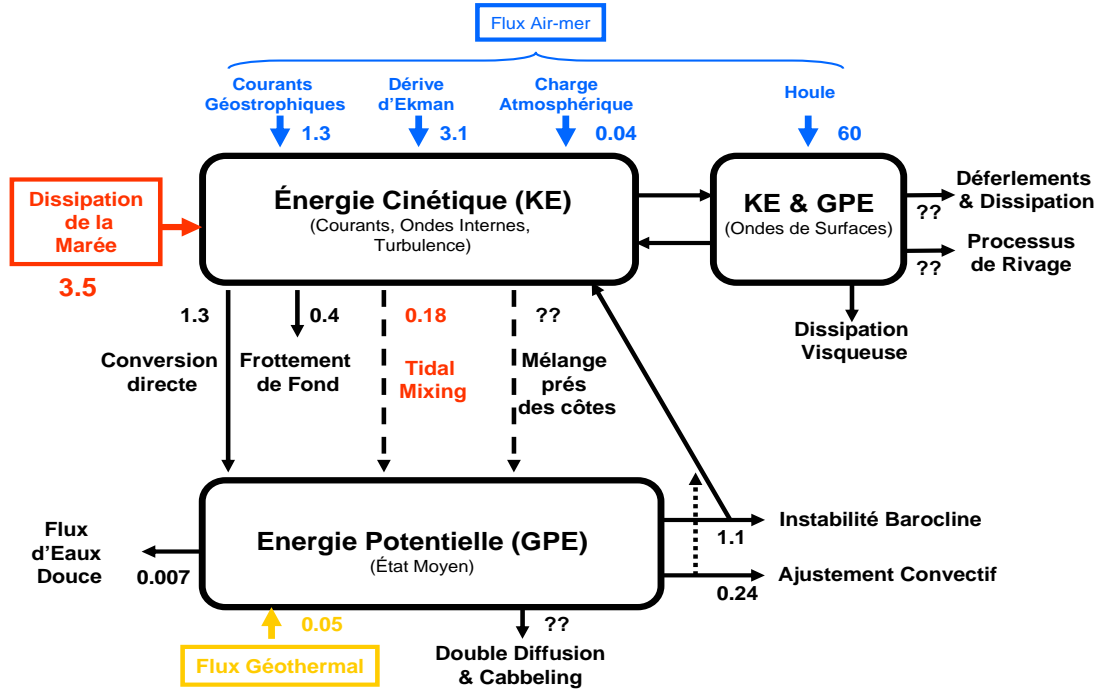 Flux Air-mer
Courants
Géostrophiques
1.3
Dérive
d’Ekman
3.1
Charge
Atmosphérique
0.04
Houle
60
Dissipation
de la
Marée
3.5
Énergie Cinétique (KE)
(Courants, Ondes Internes,
Turbulence)
KE & GPE
(Ondes de Surfaces)
??
Déferlements
& Dissipation
??
Processus
de Rivage
Dissipation
Visqueuse
1.3
Conversion
directe
0.4
Frottement
de Fond
0.18
Tidal
Mixing
??
Mélange
prés
des côtes
Flux
d’Eaux
Douce
0.007
Energie Potentielle (GPE)
(État Moyen)
1.1
Instabilité Barocline
0.24
Ajustement Convectif
0.05
Flux Géothermal
??
Double Diffusion
& Cabbeling